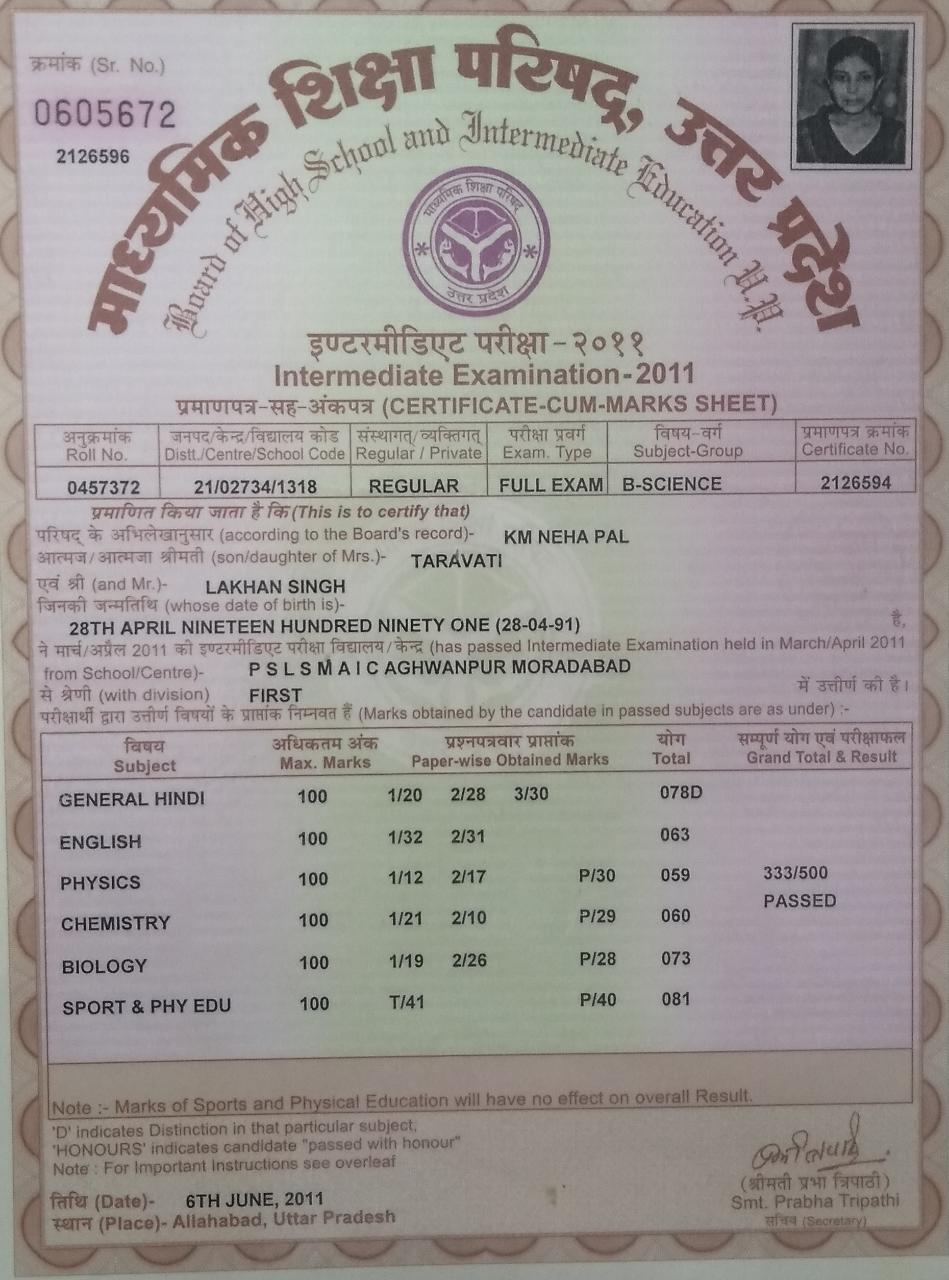 क्रमांक (Sr. No.)
0605672
2126596
माध्यमिक शिक्षा परिषद्, उत्तर प्रदेश
Board of High School and Intermediate Education U.P.
माध्यमिक शिक्षा परिषद्
उत्तर प्रदेश
इण्टरमीडिएट परीक्षा - २०११
Intermediate Examination - 2011
प्रमाणपत्र-सह-अंकपत्र (CERTIFICATE-CUM-MARKS SHEET)
अनुक्रमांक जनपद/केन्द्र/विद्यालय कोड संस्थागत/व्यक्तिगत् परीक्षा प्रवर्ग विषय-वर्ग प्रमाणपत्र क्रमांक
Roll No. Distt./Centre/School Code Regular / Private Exam. Type Subject-Group Certificate No.
0457372 21/02734/1318 REGULAR FULL EXAM B-SCIENCE 2126594
प्रमाणित किया जाता है कि (This is to certify that)
परिषद् के अभिलेखानुसार (according to the Board's record)- KM NEHA PAL
आत्मज/आत्मजा श्रीमती (son/daughter of Mrs.)- TARAVATI
एवं श्री (and Mr.)- LAKHAN SINGH
जिनकी जन्मतिथि (whose date of birth is)-
28TH APRIL NINETEEN HUNDRED NINETY ONE (28-04-91) है,
ने मार्च/अप्रैल 2011 की इण्टरमीडिएट परीक्षा विद्यालय/केन्द्र (has passed Intermediate Examination held in March/April 2011
from School/Centre)- P S L S M A I C AGHWANPUR MORADABAD
से श्रेणी (with division) FIRST में उत्तीर्ण की है।
परीक्षार्थी द्वारा उत्तीर्ण विषयों के प्राप्तांक निम्नवत हैं (Marks obtained by the candidate in passed subjects are as under) :-
विषय अधिकतम अंक प्रश्नपत्रवार प्राप्तांक योग सम्पूर्ण योग एवं परीक्षाफल
Subject Max. Marks Paper-wise Obtained Marks Total Grand Total & Result
GENERAL HINDI 100 1/20 2/28 3/30 078D
ENGLISH 100 1/32 2/31 063
PHYSICS 100 1/12 2/17 P/30 059 333/500
PASSED
CHEMISTRY 100 1/21 2/10 P/29 060
BIOLOGY 100 1/19 2/26 P/28 073
SPORT & PHY EDU 100 T/41 P/40 081
Note :- Marks of Sports and Physical Education will have no effect on overall Result.
'D' indicates Distinction in that particular subject,
'HONOURS' indicates candidate "passed with honour"
Note : For Important Instructions see overleaf
तिथि (Date)- 6TH JUNE, 2011
स्थान (Place)- Allahabad, Uttar Pradesh
(श्रीमती प्रभा त्रिपाठी)
Smt. Prabha Tripathi
सचिव (Secretary)